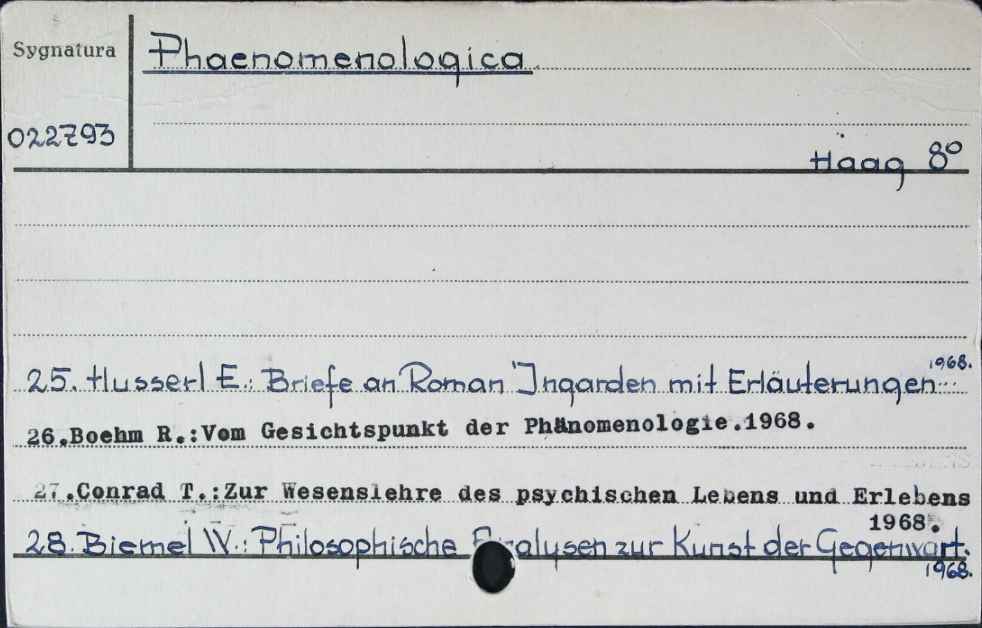 Sygnatura
Phaenomenologica
022793
Haag 8°
25. Husserl E.: Briefe an Roman Ingarden mit Erläuterungen 1968.
26.Boehm R.:Vom Gesichtspunkt der Phänomenologie.1968.
27.Conrad T.:Zur Wesenslehre des psychischen Lebens und Erlebens
1968.
28. Biemel W.: Philosophische Analysen zur Kunst der Gegenwart.
1968.